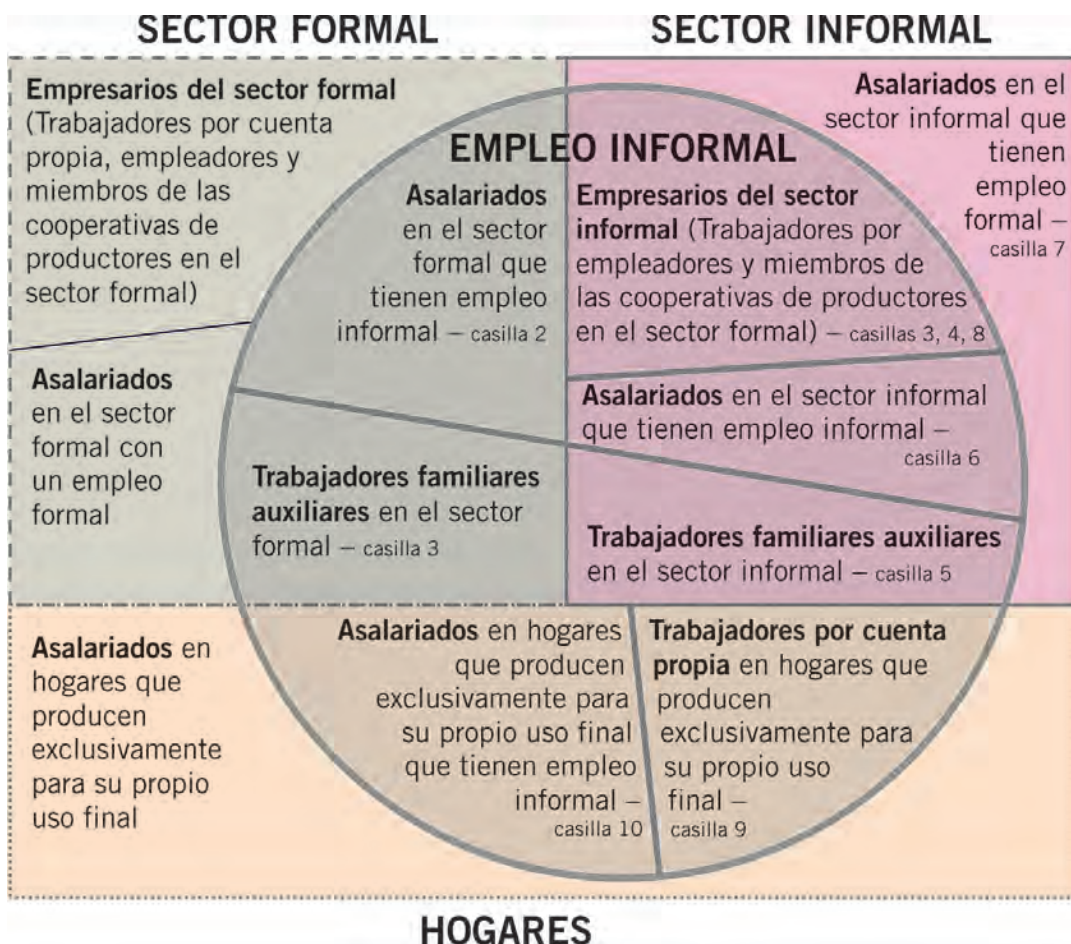 SECTOR FORMAL
SECTOR INFORMAL
Empresarios del sector formal
(Trabajadores por cuenta
propia, empleadores y
miembros de las
cooperativas de
productores en el
sector formal)
Asalariados
en el sector
formal con
un empleo
formal
EMPLEO INFORMAL
Asalariados
en el sector
formal que
tienen empleo
informal – casilla 2
Empresarios del sector
informal (Trabajadores por
empleadores y miembros de
las cooperativas de productores
en el sector formal) – casillas 3, 4, 8
Asalariados en el
sector informal que
tienen
empleo
formal –
casilla 7
Asalariados en el sector informal
que tienen empleo informal –
casilla 6
Trabajadores familiares
auxiliares en el sector
formal – casilla 3
Trabajadores familiares auxiliares
en el sector informal – casilla 5
Asalariados en
hogares que
producen
exclusivamente
para su propio
uso final
Asalariados en hogares
que producen
exclusivamente para
su propio uso final
que tienen empleo
informal –
casilla 10
Trabajadores por cuenta
propia en hogares que
producen
exclusivamente para
su propio uso
final –
casilla 9
HOGARES